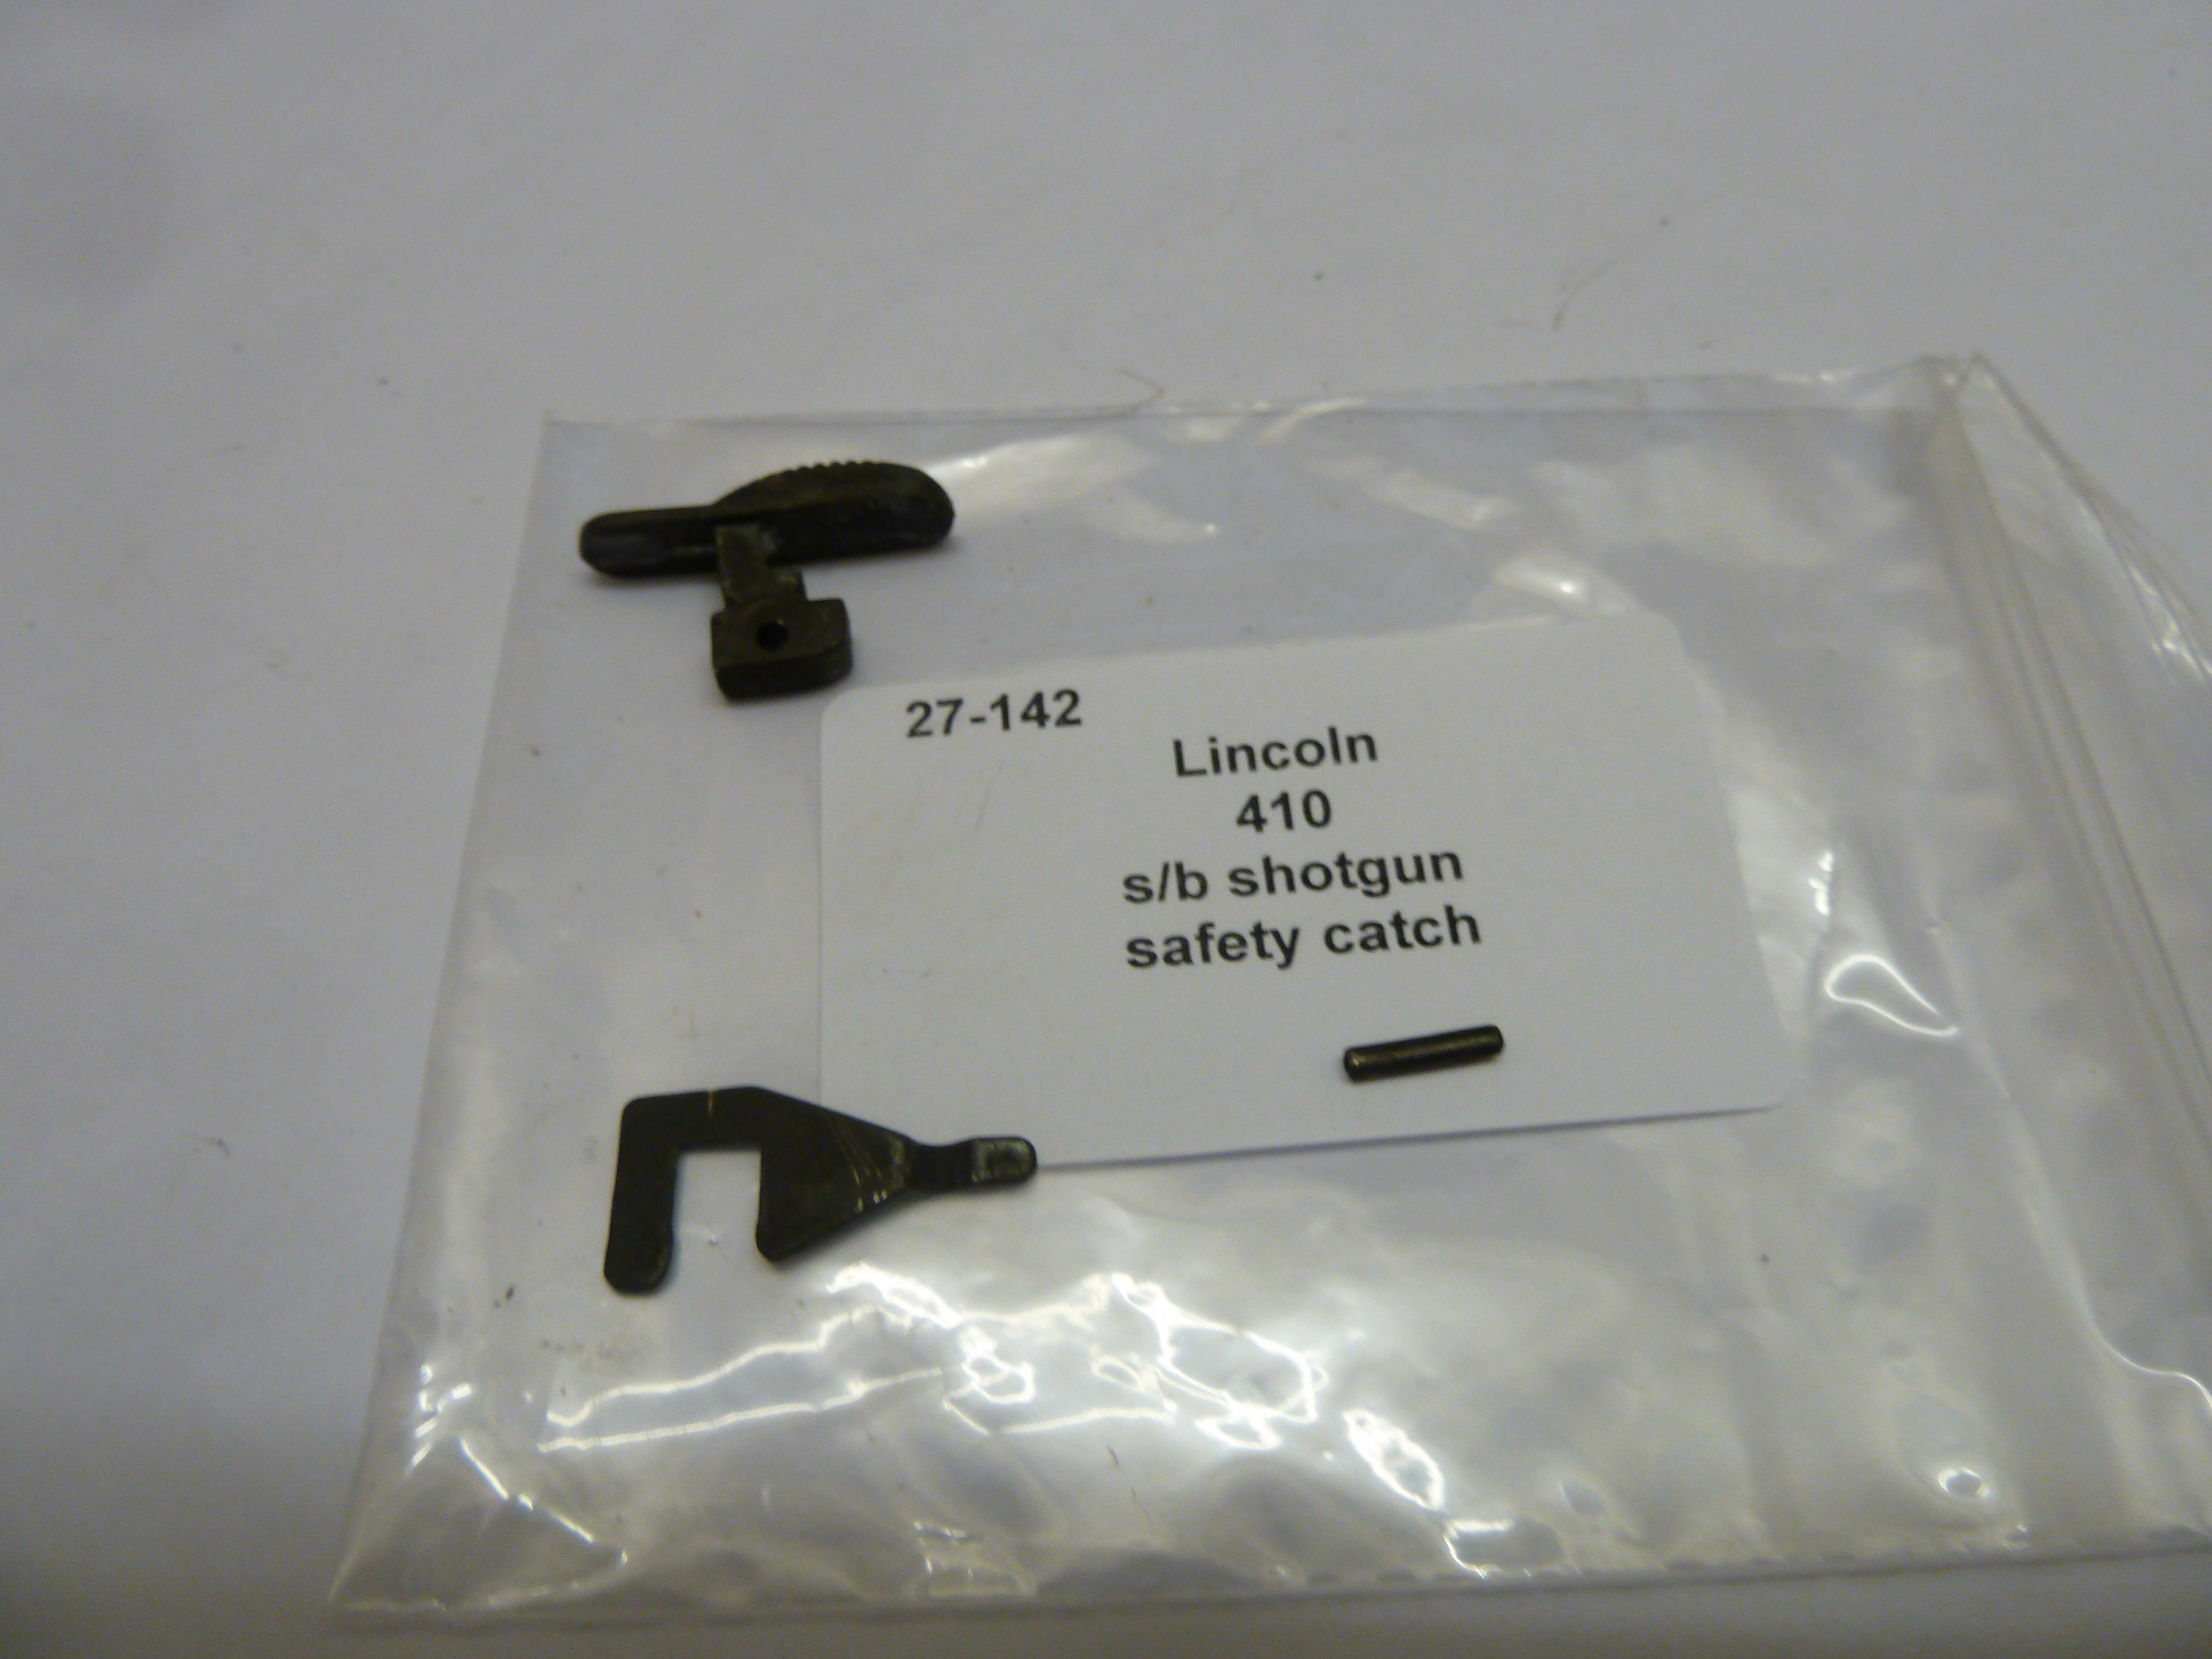 27-142
Lincoln
410
s/b shotgun
safety catch